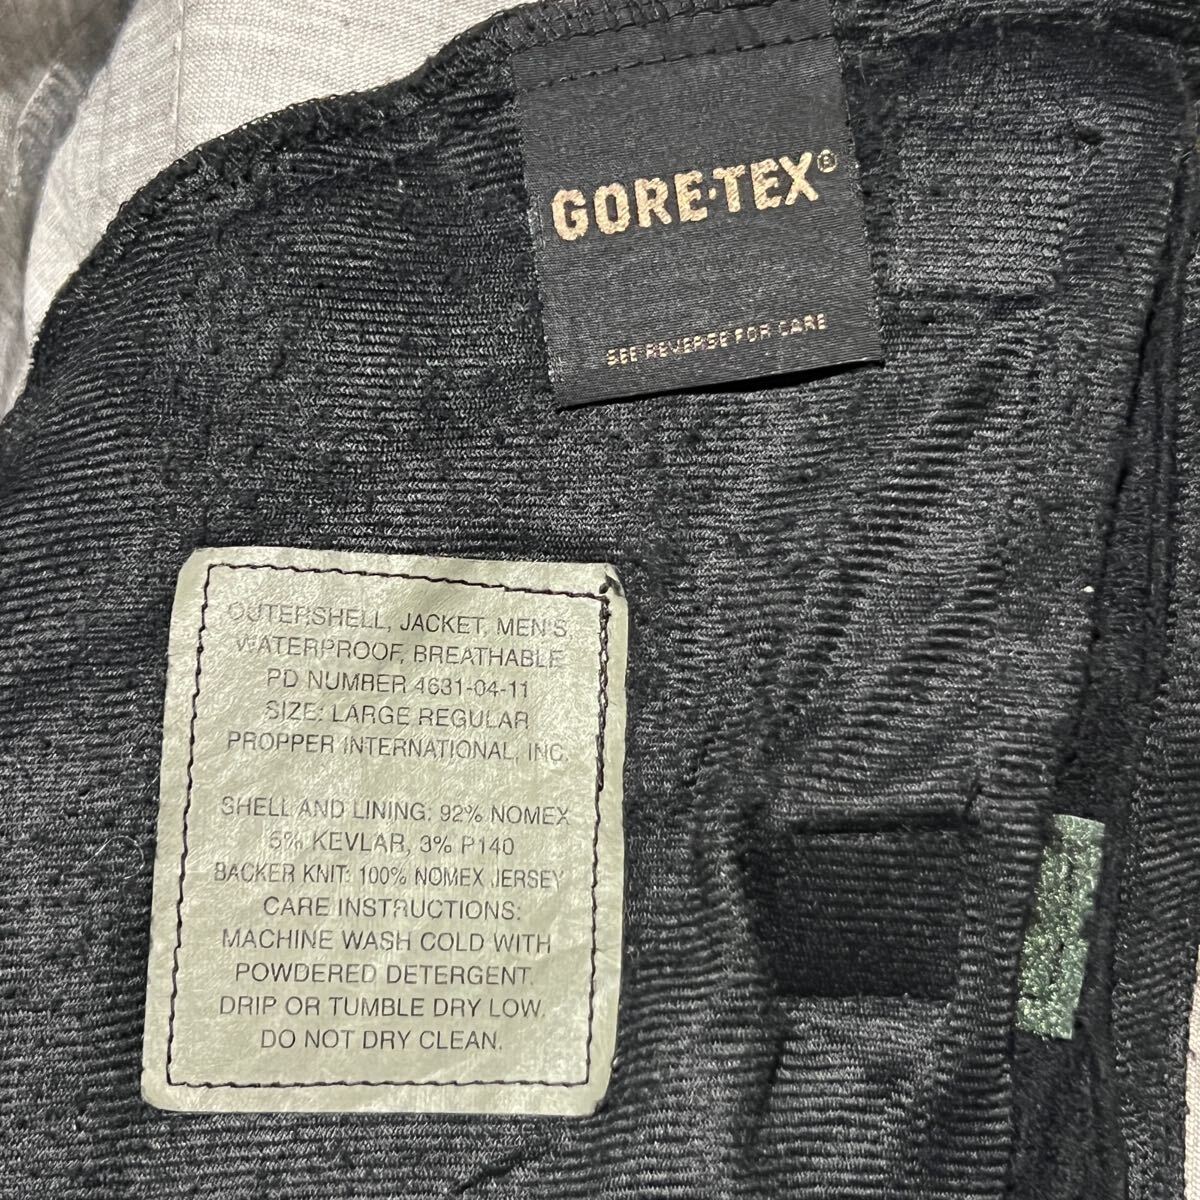 GORE-TEX®
SEE REVERSE FOR CARE
OUTERSHELL, JACKET, MEN'S,
WATERPROOF, BREATHABLE
PD NUMBER 4631-04-11
SIZE: LARGE REGULAR
PROPPER INTERNATIONAL, INC.
SHELL AND LINING: 92% NOMEX
5% KEVLAR, 3% P140
BACKER KNIT: 100% NOMEX JERSEY
CARE INSTRUCTIONS:
MACHINE WASH COLD WITH
POWDERED DETERGENT.
DRIP OR TUMBLE DRY LOW.
DO NOT DRY CLEAN.